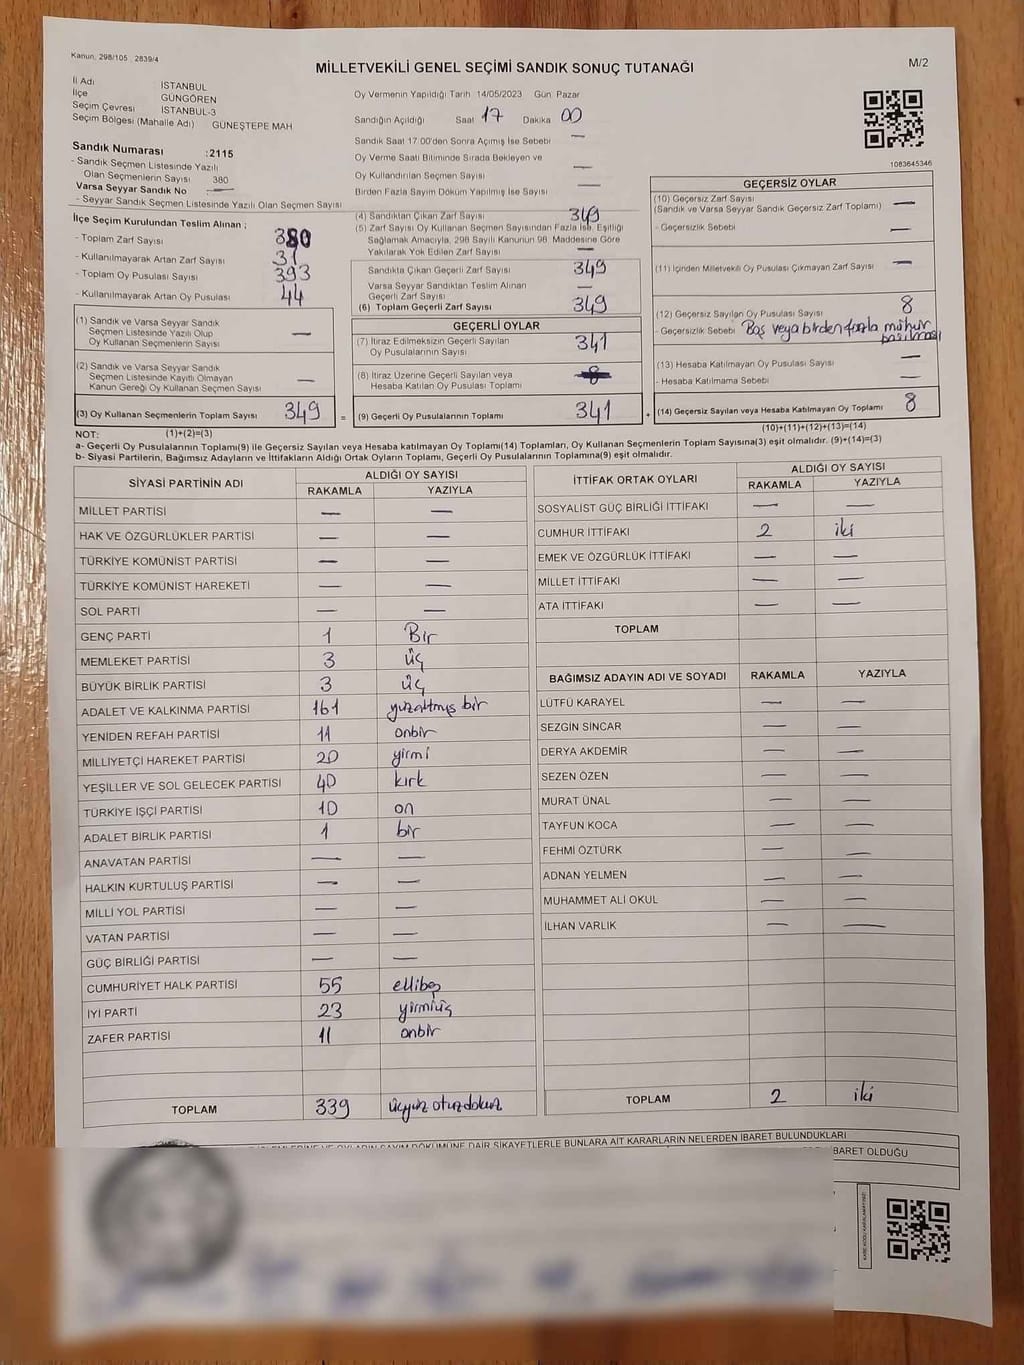 Kanun, 298/105 , 2839/4
MİLLETVEKİLİ GENEL SEÇİMİ SANDIK SONUÇ TUTANAĞI
M/2
İl Adı İSTANBUL
İlçe GÜNGÖREN
Seçim Çevresi İSTANBUL-3
Seçim Bölgesi (Mahalle Adı) GÜNEŞTEPE MAH
Sandık Numarası :2115
- Sandık Seçmen Listesinde Yazılı
Olan Seçmenlerin Sayısı 380
Varsa Seyyar Sandık No —
- Seyyar Sandık Seçmen Listesinde Yazılı Olan Seçmen Sayısı
Oy Vermenin Yapıldığı Tarih 14/05/2023 Gün Pazar
Sandığın Açıldığı Saat 17 Dakika 00
Sandık Saat 17:00'den Sonra Açımış İse Sebebi —
Oy Verme Saati Bitiminde Sırada Bekleyen ve
Oy Kullandırılan Seçmen Sayısı —
Birden Fazla Sayım Döküm Yapılmış İse Sayısı —
1083645346
İlçe Seçim Kurulundan Teslim Alınan ;
- Toplam Zarf Sayısı 380
- Kullanılmayarak Artan Zarf Sayısı 31
- Toplam Oy Pusulası Sayısı 393
- Kullanılmayarak Artan Oy Pusulası 44
(1) Sandık ve Varsa Seyyar Sandık
Seçmen Listesinde Yazılı Olup
Oy Kullanan Seçmenlerin Sayısı —
(2) Sandık ve Varsa Seyyar Sandık
Seçmen Listesinde Kayıtlı Olmayan
Kanun Gereği Oy Kullanan Seçmen Sayısı —
(3) Oy Kullanan Seçmenlerin Toplam Sayısı 349 =
(1)+(2)=(3)
(4) Sandıktan Çıkan Zarf Sayısı 349
(5) Zarf Sayısı Oy Kullanan Seçmen Sayısından Fazla İse, Eşitliği
Sağlamak Amacıyla, 298 Sayılı Kanunun 98. Maddesine Göre
Yakılarak Yok Edilen Zarf Sayısı —
Sandıkta Çıkan Geçerli Zarf Sayısı 349
Varsa Seyyar Sandıktan Teslim Alınan
Geçerli Zarf Sayısı —
(6) Toplam Geçerli Zarf Sayısı 349
GEÇERLİ OYLAR
(7) İtiraz Edilmeksizin Geçerli Sayılan
Oy Pusulalarının Sayısı 341
(8) İtiraz Üzerine Geçerli Sayılan veya
Hesaba Katılan Oy Pusulası Toplamı
(9) Geçerli Oy Pusulalarının Toplamı 341 +
GEÇERSİZ OYLAR
(10) Geçersiz Zarf Sayısı
(Sandık ve Varsa Seyyar Sandık Geçersiz Zarf Toplamı) —
- Geçersizlik Sebebi —
(11) İçinden Milletvekili Oy Pusulası Çıkmayan Zarf Sayısı —
(12) Geçersiz Sayılan Oy Pusulası Sayısı 8
- Geçersizlik Sebebi Boş veya birden fazla mühür
basılması
(13) Hesaba Katılmayan Oy Pusulası Sayısı —
- Hesaba Katılmama Sebebi —
(14) Geçersiz Sayılan veya Hesaba Katılmayan Oy Toplamı 8
(10)+(11)+(12)+(13)=(14)
NOT:
a- Geçerli Oy Pusulalarının Toplamı(9) ile Geçersiz Sayılan veya Hesaba katılmayan Oy Toplamı(14) Toplamları, Oy Kullanan Seçmenlerin Toplam Sayısına(3) eşit olmalıdır. (9)+(14)=(3)
b- Siyasi Partilerin, Bağımsız Adayların ve İttifakların Aldığı Ortak Oyların Toplamı, Geçerli Oy Pusulalarının Toplamına(9) eşit olmalıdır.
SİYASİ PARTİNİN ADI ALDIĞI OY SAYISI
RAKAMLA YAZIYLA
MİLLET PARTİSİ — —
HAK VE ÖZGÜRLÜKLER PARTİSİ — —
TÜRKİYE KOMÜNİST PARTİSİ — —
TÜRKİYE KOMÜNİST HAREKETİ — —
SOL PARTİ — —
GENÇ PARTİ 1 Bir
MEMLEKET PARTİSİ 3 üç
BÜYÜK BİRLİK PARTİSİ 3 üç
ADALET VE KALKINMA PARTİSİ 161 yüzaltmış bir
YENİDEN REFAH PARTİSİ 11 onbir
MİLLİYETÇİ HAREKET PARTİSİ 20 yirmi
YEŞİLLER VE SOL GELECEK PARTİSİ 40 kırk
TÜRKİYE İŞÇİ PARTİSİ 10 on
ADALET BİRLİK PARTİSİ 1 bir
ANAVATAN PARTİSİ — —
HALKIN KURTULUŞ PARTİSİ — —
MİLLİ YOL PARTİSİ — —
VATAN PARTİSİ — —
GÜÇ BİRLİĞİ PARTİSİ — —
CUMHURİYET HALK PARTİSİ 55 ellibeş
İYİ PARTİ 23 yirmiüç
ZAFER PARTİSİ 11 onbir
TOPLAM 339 üçyüz otuzdokuz
İTTİFAK ORTAK OYLARI ALDIĞI OY SAYISI
RAKAMLA YAZIYLA
SOSYALİST GÜÇ BİRLİĞİ İTTİFAKI — —
CUMHUR İTTİFAKI 2 iki
EMEK VE ÖZGÜRLÜK İTTİFAKI — —
MİLLET İTTİFAKI — —
ATA İTTİFAKI — —
TOPLAM
BAĞIMSIZ ADAYIN ADI VE SOYADI RAKAMLA YAZIYLA
LÜTFÜ KARAYEL — —
SEZGİN SİNCAR — —
DERYA AKDEMİR — —
SEZEN ÖZEN — —
MURAT ÜNAL — —
TAYFUN KOCA — —
FEHMİ ÖZTÜRK — —
ADNAN YELMEN — —
MUHAMMET ALİ OKUL — —
İLHAN VARLIK — —
TOPLAM 2 iki
İŞLEMLERİNE VE OYLARIN SAYIM DÖKÜMÜNE DAİR ŞİKAYETLERLE BUNLARA AİT KARARLARIN NELERDEN İBARET BULUNDUKLARI
BARET OLDUĞU
KARE KODU KARALAMAYINIZ!